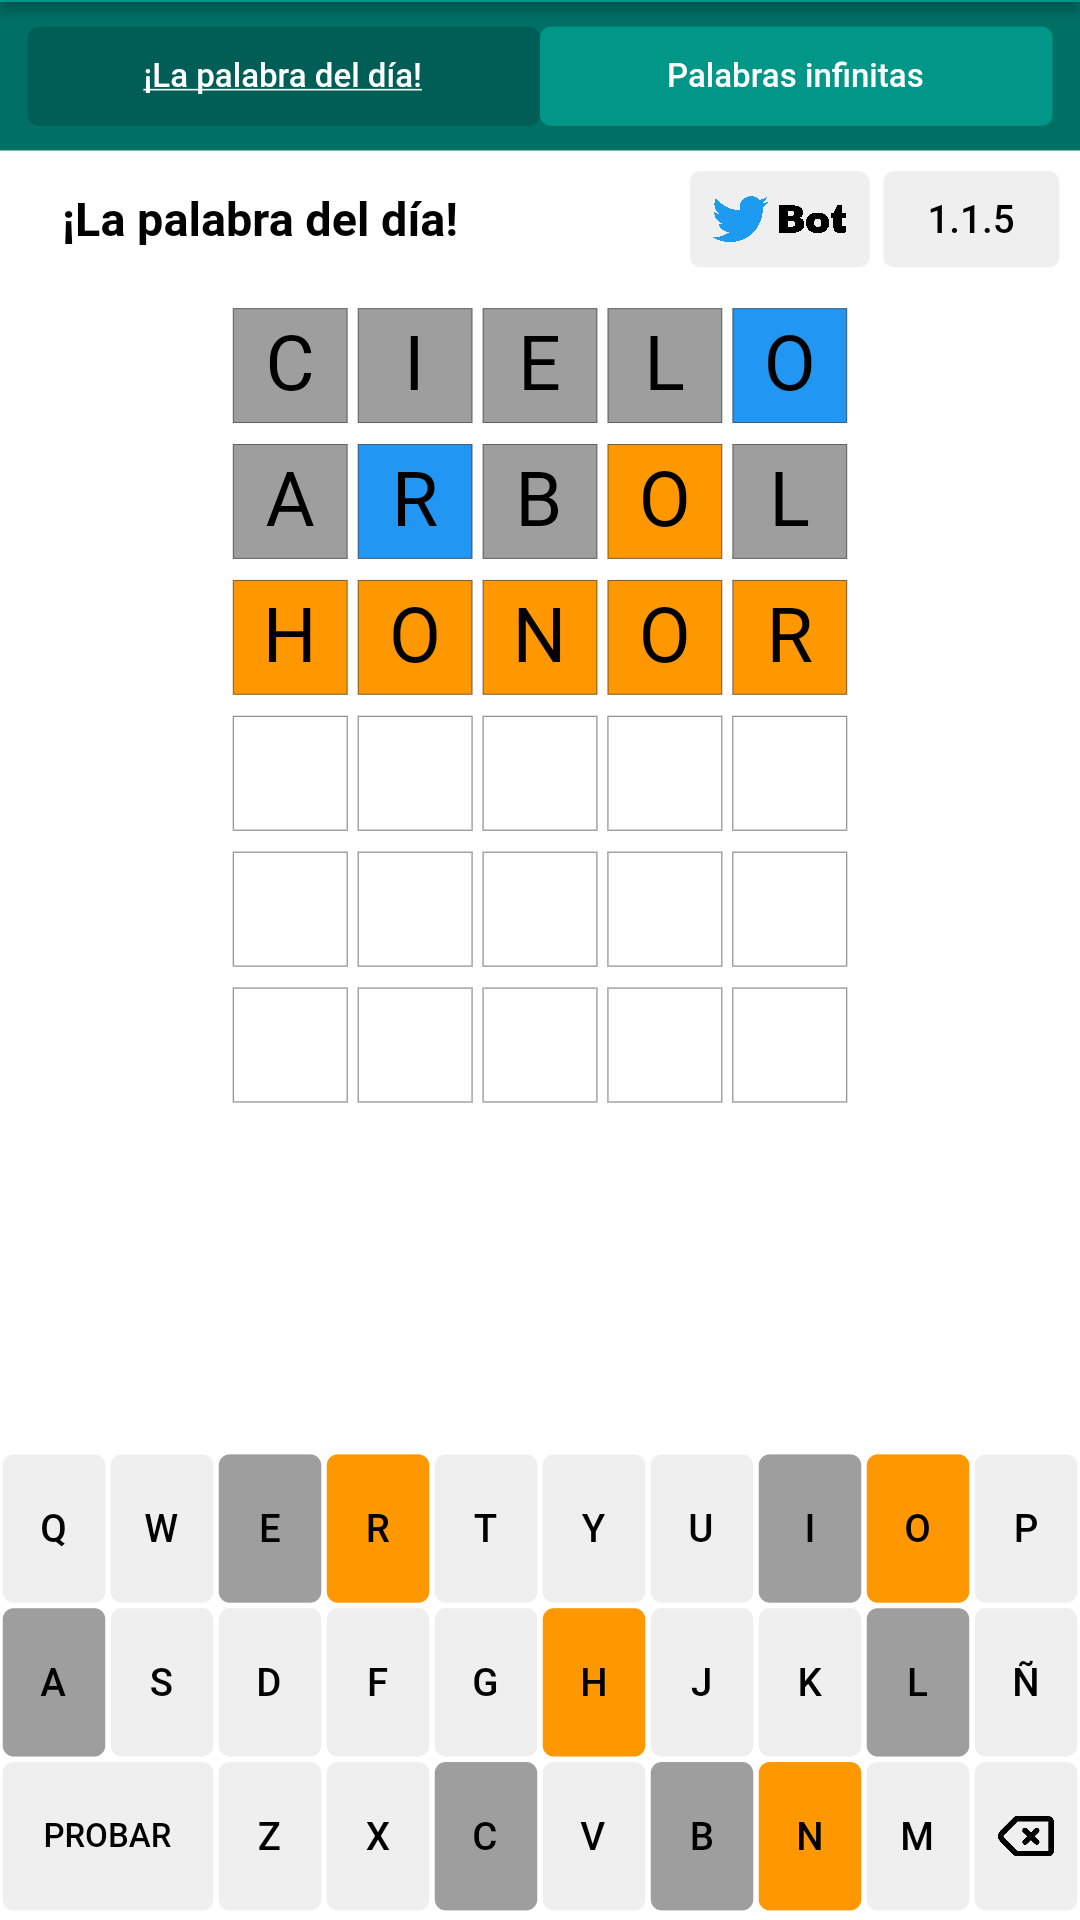 ¡La palabra del día! Palabras infinitas
¡La palabra del día! Bot 1.1.5
C I E L O
A R B O L
H O N O R
Q W E R T Y U I O P
A S D F G H J K L Ñ
PROBAR Z X C V B N M